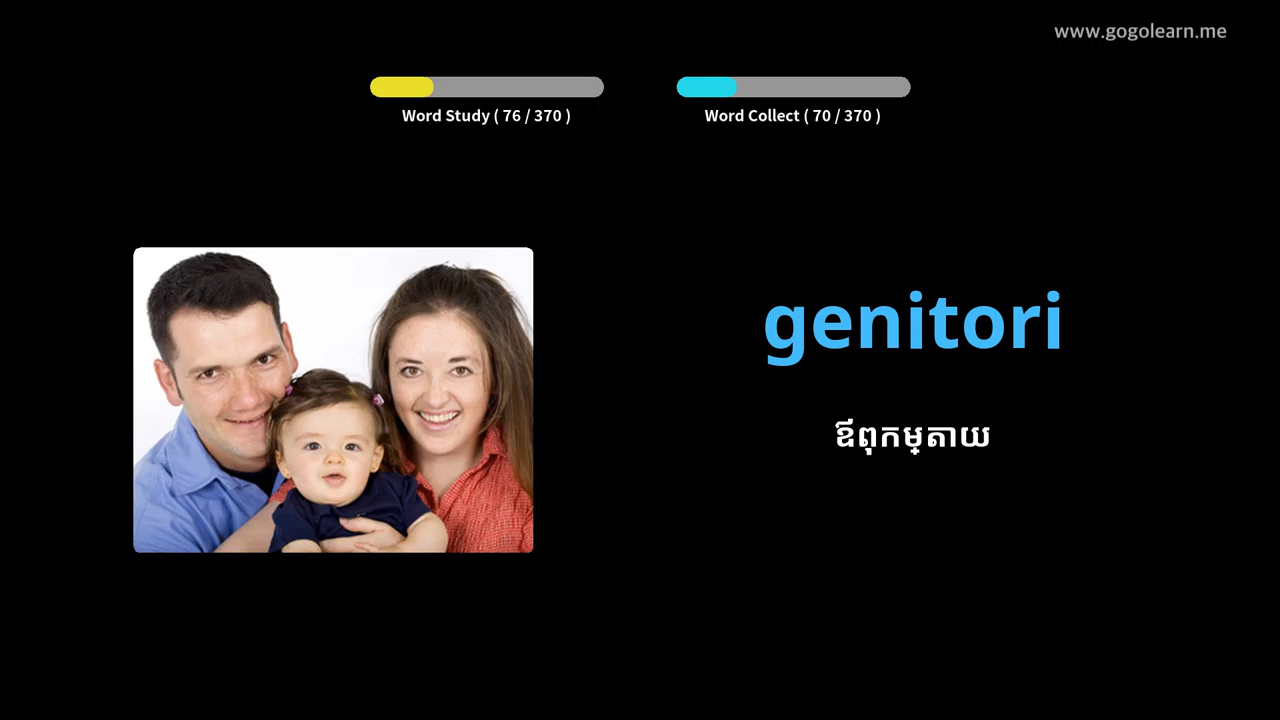 www.gogolearn.me
Word Study ( 76 / 370 )
Word Collect ( 70 / 370 )
genitori
ឪពុកម្តាយ